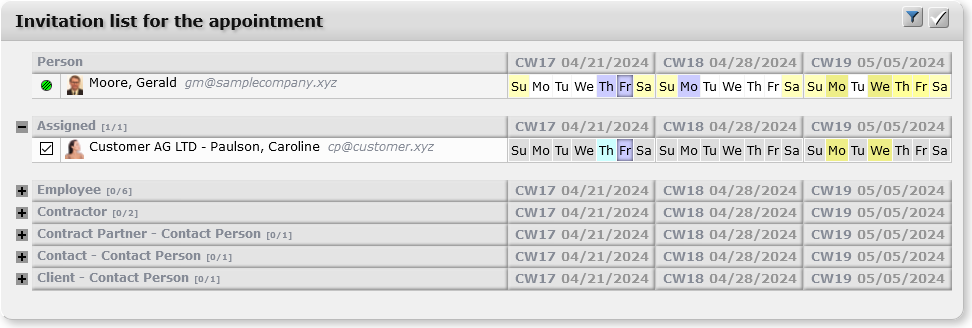 Invitation list for the appointment
Person CW17 04/21/2024 CW18 04/28/2024 CW19 05/05/2024
Moore, Gerald gm@samplecompany.xyz Su Mo Tu We Th Fr Sa Su Mo Tu We Th Fr Sa Su Mo Tu We Th Fr Sa
Assigned [1/1] CW17 04/21/2024 CW18 04/28/2024 CW19 05/05/2024
Customer AG LTD - Paulson, Caroline cp@customer.xyz Su Mo Tu We Th Fr Sa Su Mo Tu We Th Fr Sa Su Mo Tu We Th Fr Sa
Employee [0/6] CW17 04/21/2024 CW18 04/28/2024 CW19 05/05/2024
Contractor [0/2] CW17 04/21/2024 CW18 04/28/2024 CW19 05/05/2024
Contract Partner - Contact Person [0/1] CW17 04/21/2024 CW18 04/28/2024 CW19 05/05/2024
Contact - Contact Person [0/1] CW17 04/21/2024 CW18 04/28/2024 CW19 05/05/2024
Client - Contact Person [0/1] CW17 04/21/2024 CW18 04/28/2024 CW19 05/05/2024